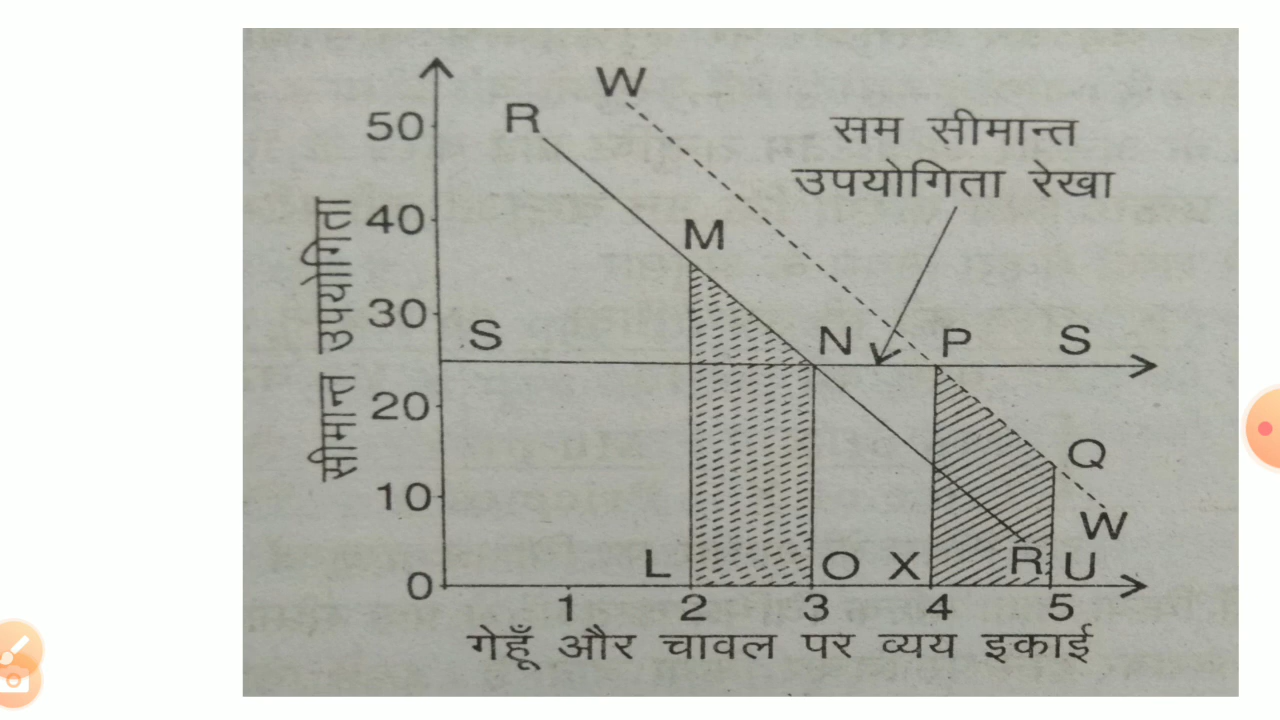 W
R
50
सम सीमान्त
उपयोगिता रेखा
40
M
सीमान्त उपयोगिता
30
S
N
P
S
20
Q
10
W
L
O
X
R
U
0
1 2 3 4 5
गेहूँ और चावल पर व्यय इकाई